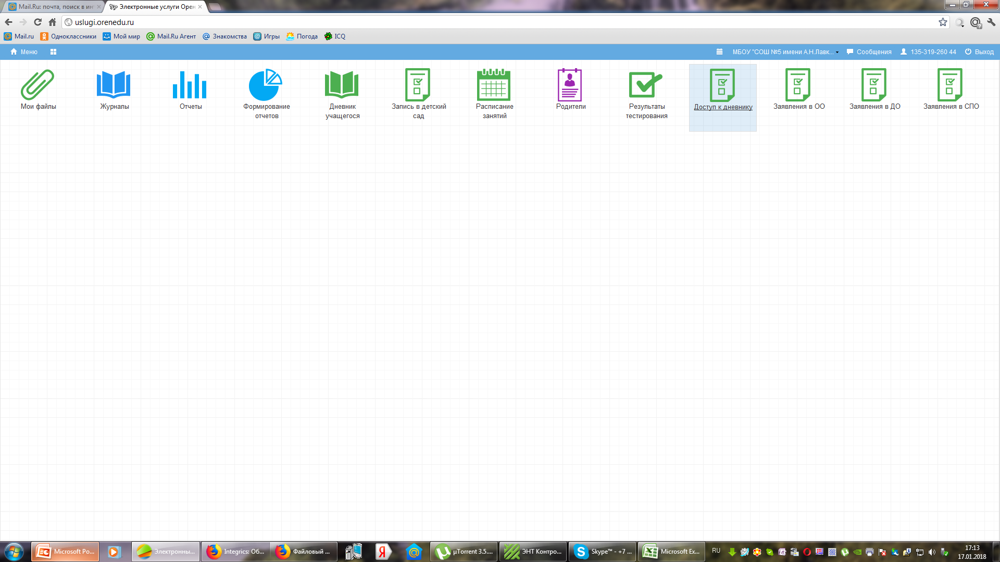 Mail.Ru: почта, поиск в ин
Электронные услуги Орен
uslugi.orenedu.ru
Mail.ru Одноклассники Мой мир Mail.Ru Агент Знакомства Игры Погода ICQ
Меню МБОУ "СОШ №5 имени А.Н.Лавк... Сообщения 135-319-260 44 Выход
Мои файлы
Журналы
Отчеты
Формирование
отчетов
Дневник
учащегося
Запись в детский
сад
Расписание
занятий
Родители
Результаты
тестирования
Доступ к дневнику
Заявления в ОО
Заявления в ДО
Заявления в СПО
Microsoft Po... Электронны... Integrics: Об... Файловый ... Я µTorrent 3.5.... ЭНТ Контро... Skype™ - +7 ... Microsoft Ex... RU
17:13
17.01.2018